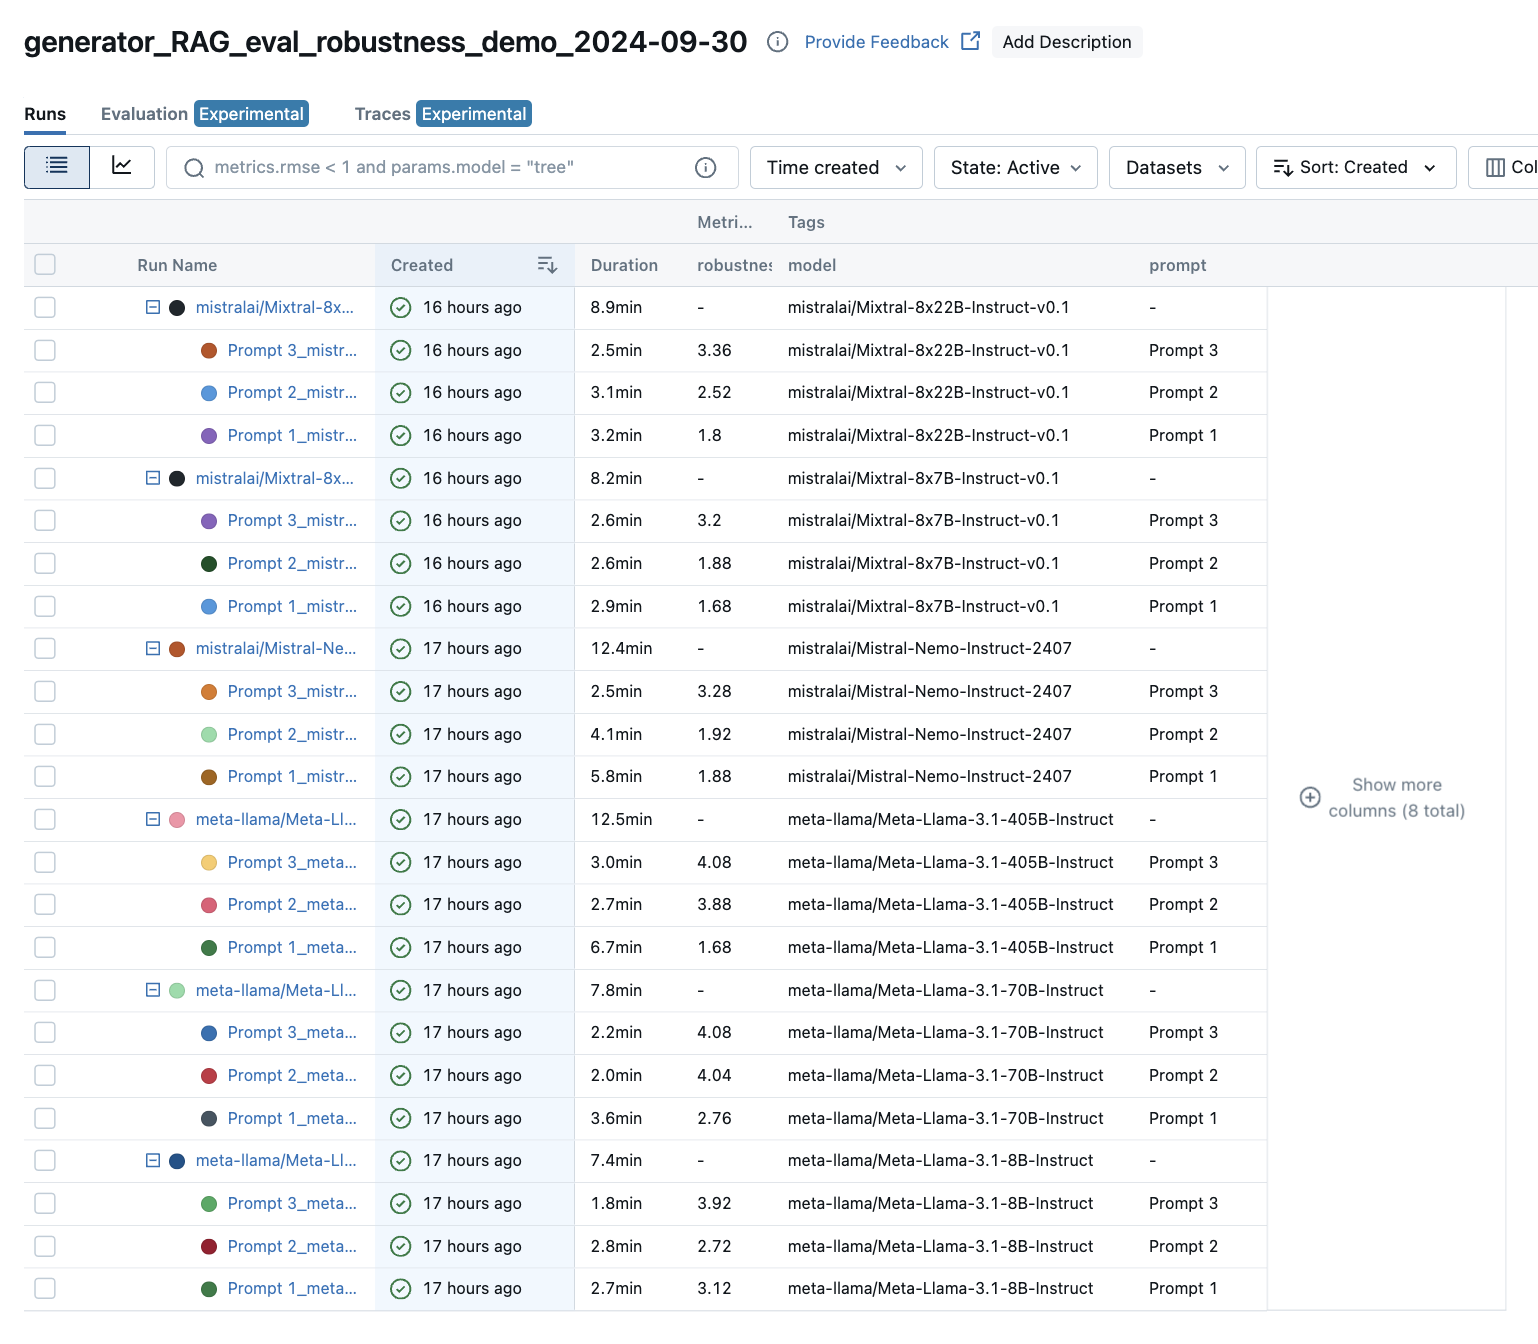 generator_RAG_eval_robustness_demo_2024-09-30 Provide Feedback Add Description
Runs Evaluation Experimental Traces Experimental
metrics.rmse < 1 and params.model = "tree" Time created State: Active Datasets Sort: Created Col
Metri... Tags
Run Name Created Duration robustnes model prompt
mistralai/Mixtral-8x... 16 hours ago 8.9min - mistralai/Mixtral-8x22B-Instruct-v0.1 -
Prompt 3_mistr... 16 hours ago 2.5min 3.36 mistralai/Mixtral-8x22B-Instruct-v0.1 Prompt 3
Prompt 2_mistr... 16 hours ago 3.1min 2.52 mistralai/Mixtral-8x22B-Instruct-v0.1 Prompt 2
Prompt 1_mistr... 16 hours ago 3.2min 1.8 mistralai/Mixtral-8x22B-Instruct-v0.1 Prompt 1
mistralai/Mixtral-8x... 16 hours ago 8.2min - mistralai/Mixtral-8x7B-Instruct-v0.1 -
Prompt 3_mistr... 16 hours ago 2.6min 3.2 mistralai/Mixtral-8x7B-Instruct-v0.1 Prompt 3
Prompt 2_mistr... 16 hours ago 2.6min 1.88 mistralai/Mixtral-8x7B-Instruct-v0.1 Prompt 2
Prompt 1_mistr... 16 hours ago 2.9min 1.68 mistralai/Mixtral-8x7B-Instruct-v0.1 Prompt 1
mistralai/Mistral-Ne... 17 hours ago 12.4min - mistralai/Mistral-Nemo-Instruct-2407 -
Prompt 3_mistr... 17 hours ago 2.5min 3.28 mistralai/Mistral-Nemo-Instruct-2407 Prompt 3
Prompt 2_mistr... 17 hours ago 4.1min 1.92 mistralai/Mistral-Nemo-Instruct-2407 Prompt 2
Prompt 1_mistr... 17 hours ago 5.8min 1.88 mistralai/Mistral-Nemo-Instruct-2407 Prompt 1
meta-llama/Meta-Ll... 17 hours ago 12.5min - meta-llama/Meta-Llama-3.1-405B-Instruct -
Prompt 3_meta... 17 hours ago 3.0min 4.08 meta-llama/Meta-Llama-3.1-405B-Instruct Prompt 3
Prompt 2_meta... 17 hours ago 2.7min 3.88 meta-llama/Meta-Llama-3.1-405B-Instruct Prompt 2
Prompt 1_meta... 17 hours ago 6.7min 1.68 meta-llama/Meta-Llama-3.1-405B-Instruct Prompt 1
meta-llama/Meta-Ll... 17 hours ago 7.8min - meta-llama/Meta-Llama-3.1-70B-Instruct -
Prompt 3_meta... 17 hours ago 2.2min 4.08 meta-llama/Meta-Llama-3.1-70B-Instruct Prompt 3
Prompt 2_meta... 17 hours ago 2.0min 4.04 meta-llama/Meta-Llama-3.1-70B-Instruct Prompt 2
Prompt 1_meta... 17 hours ago 3.6min 2.76 meta-llama/Meta-Llama-3.1-70B-Instruct Prompt 1
meta-llama/Meta-Ll... 17 hours ago 7.4min - meta-llama/Meta-Llama-3.1-8B-Instruct -
Prompt 3_meta... 17 hours ago 1.8min 3.92 meta-llama/Meta-Llama-3.1-8B-Instruct Prompt 3
Prompt 2_meta... 17 hours ago 2.8min 2.72 meta-llama/Meta-Llama-3.1-8B-Instruct Prompt 2
Prompt 1_meta... 17 hours ago 2.7min 3.12 meta-llama/Meta-Llama-3.1-8B-Instruct Prompt 1
Show more
columns (8 total)